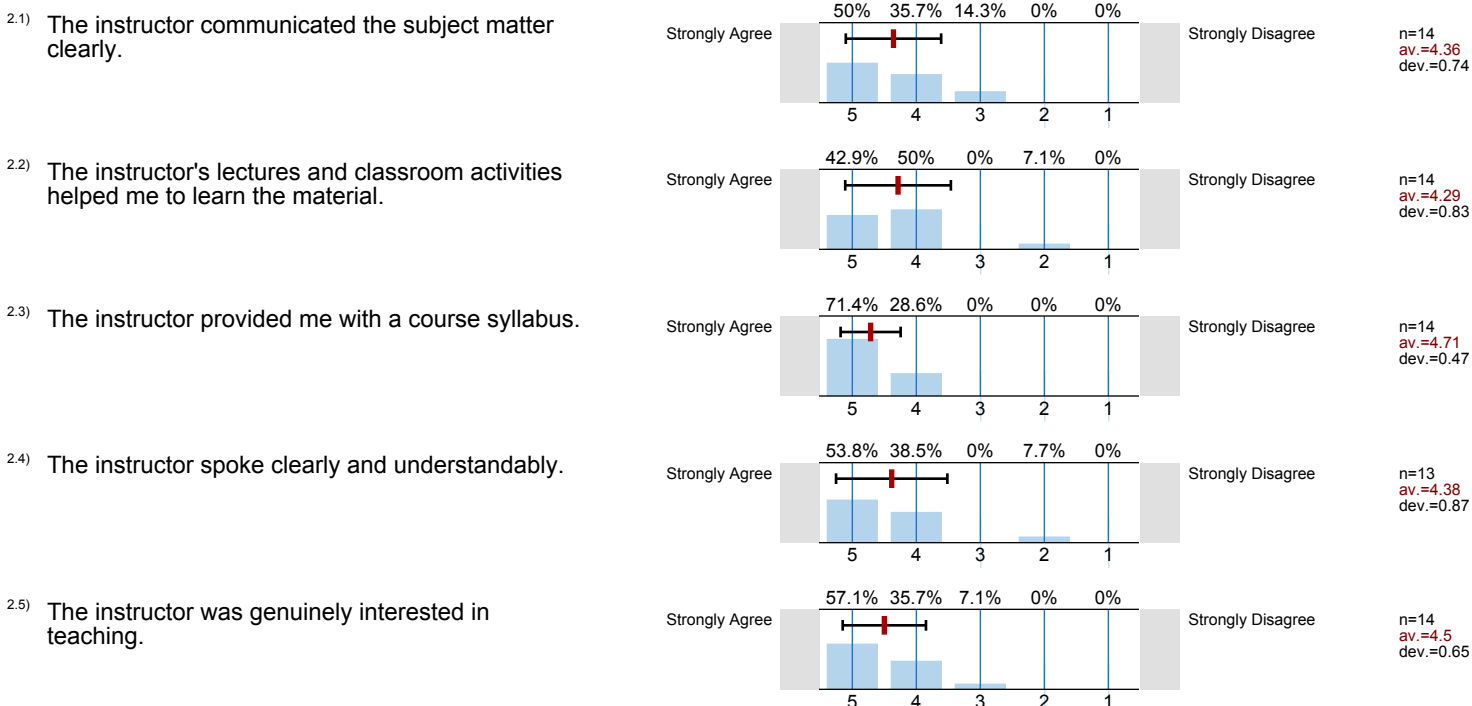 2.1) The instructor communicated the subject matter
clearly.
50% 35.7% 14.3% 0% 0%
Strongly Agree
Strongly Disagree
n=14
av.=4.36
dev.=0.74
5 4 3 2 1
2.2) The instructor's lectures and classroom activities
helped me to learn the material.
42.9% 50% 0% 7.1% 0%
Strongly Agree
Strongly Disagree
n=14
av.=4.29
dev.=0.83
5 4 3 2 1
2.3) The instructor provided me with a course syllabus.
71.4% 28.6% 0% 0% 0%
Strongly Agree
Strongly Disagree
n=14
av.=4.71
dev.=0.47
5 4 3 2 1
2.4) The instructor spoke clearly and understandably.
53.8% 38.5% 0% 7.7% 0%
Strongly Agree
Strongly Disagree
n=13
av.=4.38
dev.=0.87
5 4 3 2 1
2.5) The instructor was genuinely interested in
teaching.
57.1% 35.7% 7.1% 0% 0%
Strongly Agree
Strongly Disagree
n=14
av.=4.5
dev.=0.65
5 4 3 2 1